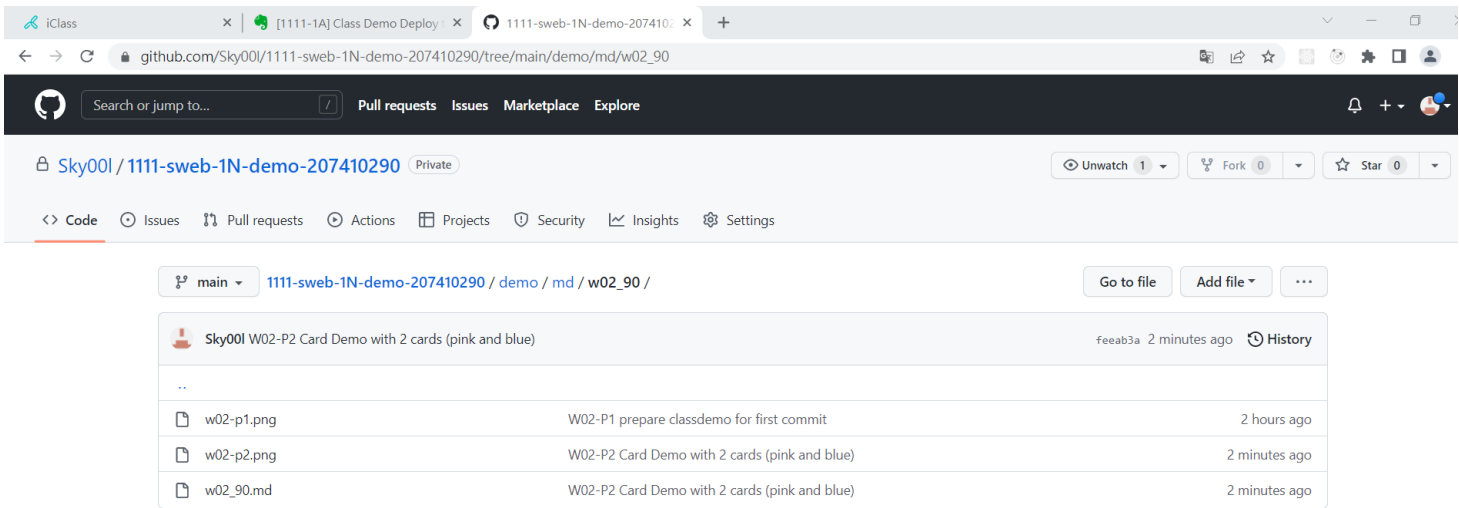 iClass
[1111-1A] Class Demo Deploy
1111-sweb-1N-demo-20741029
github.com/Sky00l/1111-sweb-1N-demo-207410290/tree/main/demo/md/w02_90
Search or jump to... /
Pull requests Issues Marketplace Explore
Sky00l / 1111-sweb-1N-demo-207410290 Private
Unwatch 1 Fork 0 Star 0
<> Code Issues Pull requests Actions Projects Security Insights Settings
main 1111-sweb-1N-demo-207410290 / demo / md / w02_90 / Go to file Add file ...
Sky00l W02-P2 Card Demo with 2 cards (pink and blue) feeab3a 2 minutes ago History
..
w02-p1.png W02-P1 prepare classdemo for first commit 2 hours ago
w02-p2.png W02-P2 Card Demo with 2 cards (pink and blue) 2 minutes ago
w02_90.md W02-P2 Card Demo with 2 cards (pink and blue) 2 minutes ago